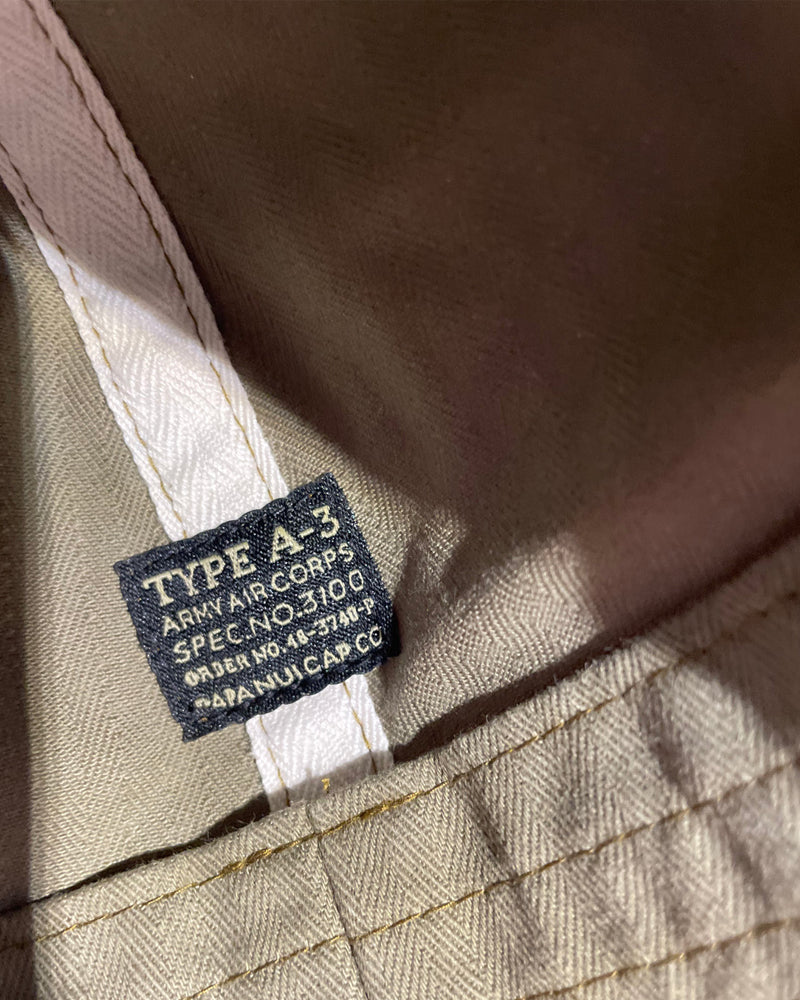 TYPE A-3
ARMY AIR CORPS
SPEC. NO. 3100
ORDER NO. 48-3740-P
PAPANUI CAP CO